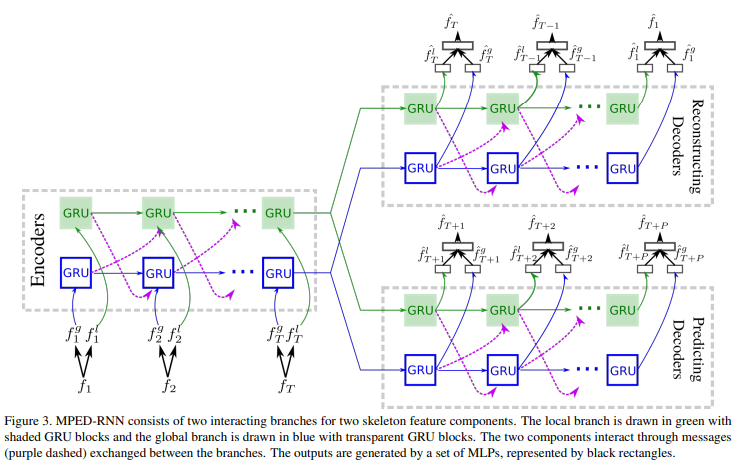 f̂_T f̂_{T−1} f̂_1
f̂^l_T f̂^g_T f̂^l_{T−1} f̂^g_{T−1} f̂^l_1 f̂^g_1
GRU GRU ... GRU
GRU GRU ... GRU
Reconstructing
Decoders
Encoders
GRU GRU ... GRU
GRU GRU ... GRU
f^g_1 f^l_1 f^g_2 f^l_2 f^g_T f^l_T
f_1 f_2 f_T
f̂_{T+1} f̂_{T+2} f̂_{T+P}
f̂^l_{T+1} f̂^g_{T+1} f̂^l_{T+2} f̂^g_{T+2} f̂^l_{T+P} f̂^g_{T+P}
GRU GRU ... GRU
GRU GRU ... GRU
Predicting
Decoders
Figure 3. MPED-RNN consists of two interacting branches for two skeleton feature components. The local branch is drawn in green with
shaded GRU blocks and the global branch is drawn in blue with transparent GRU blocks. The two components interact through messages
(purple dashed) exchanged between the branches. The outputs are generated by a set of MLPs, represented by black rectangles.